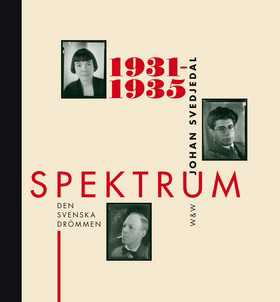 1931-
1935
JOHAN SVEDJEDAL
SPEKTRUM
DEN
SVENSKA
DRÖMMEN
W&W